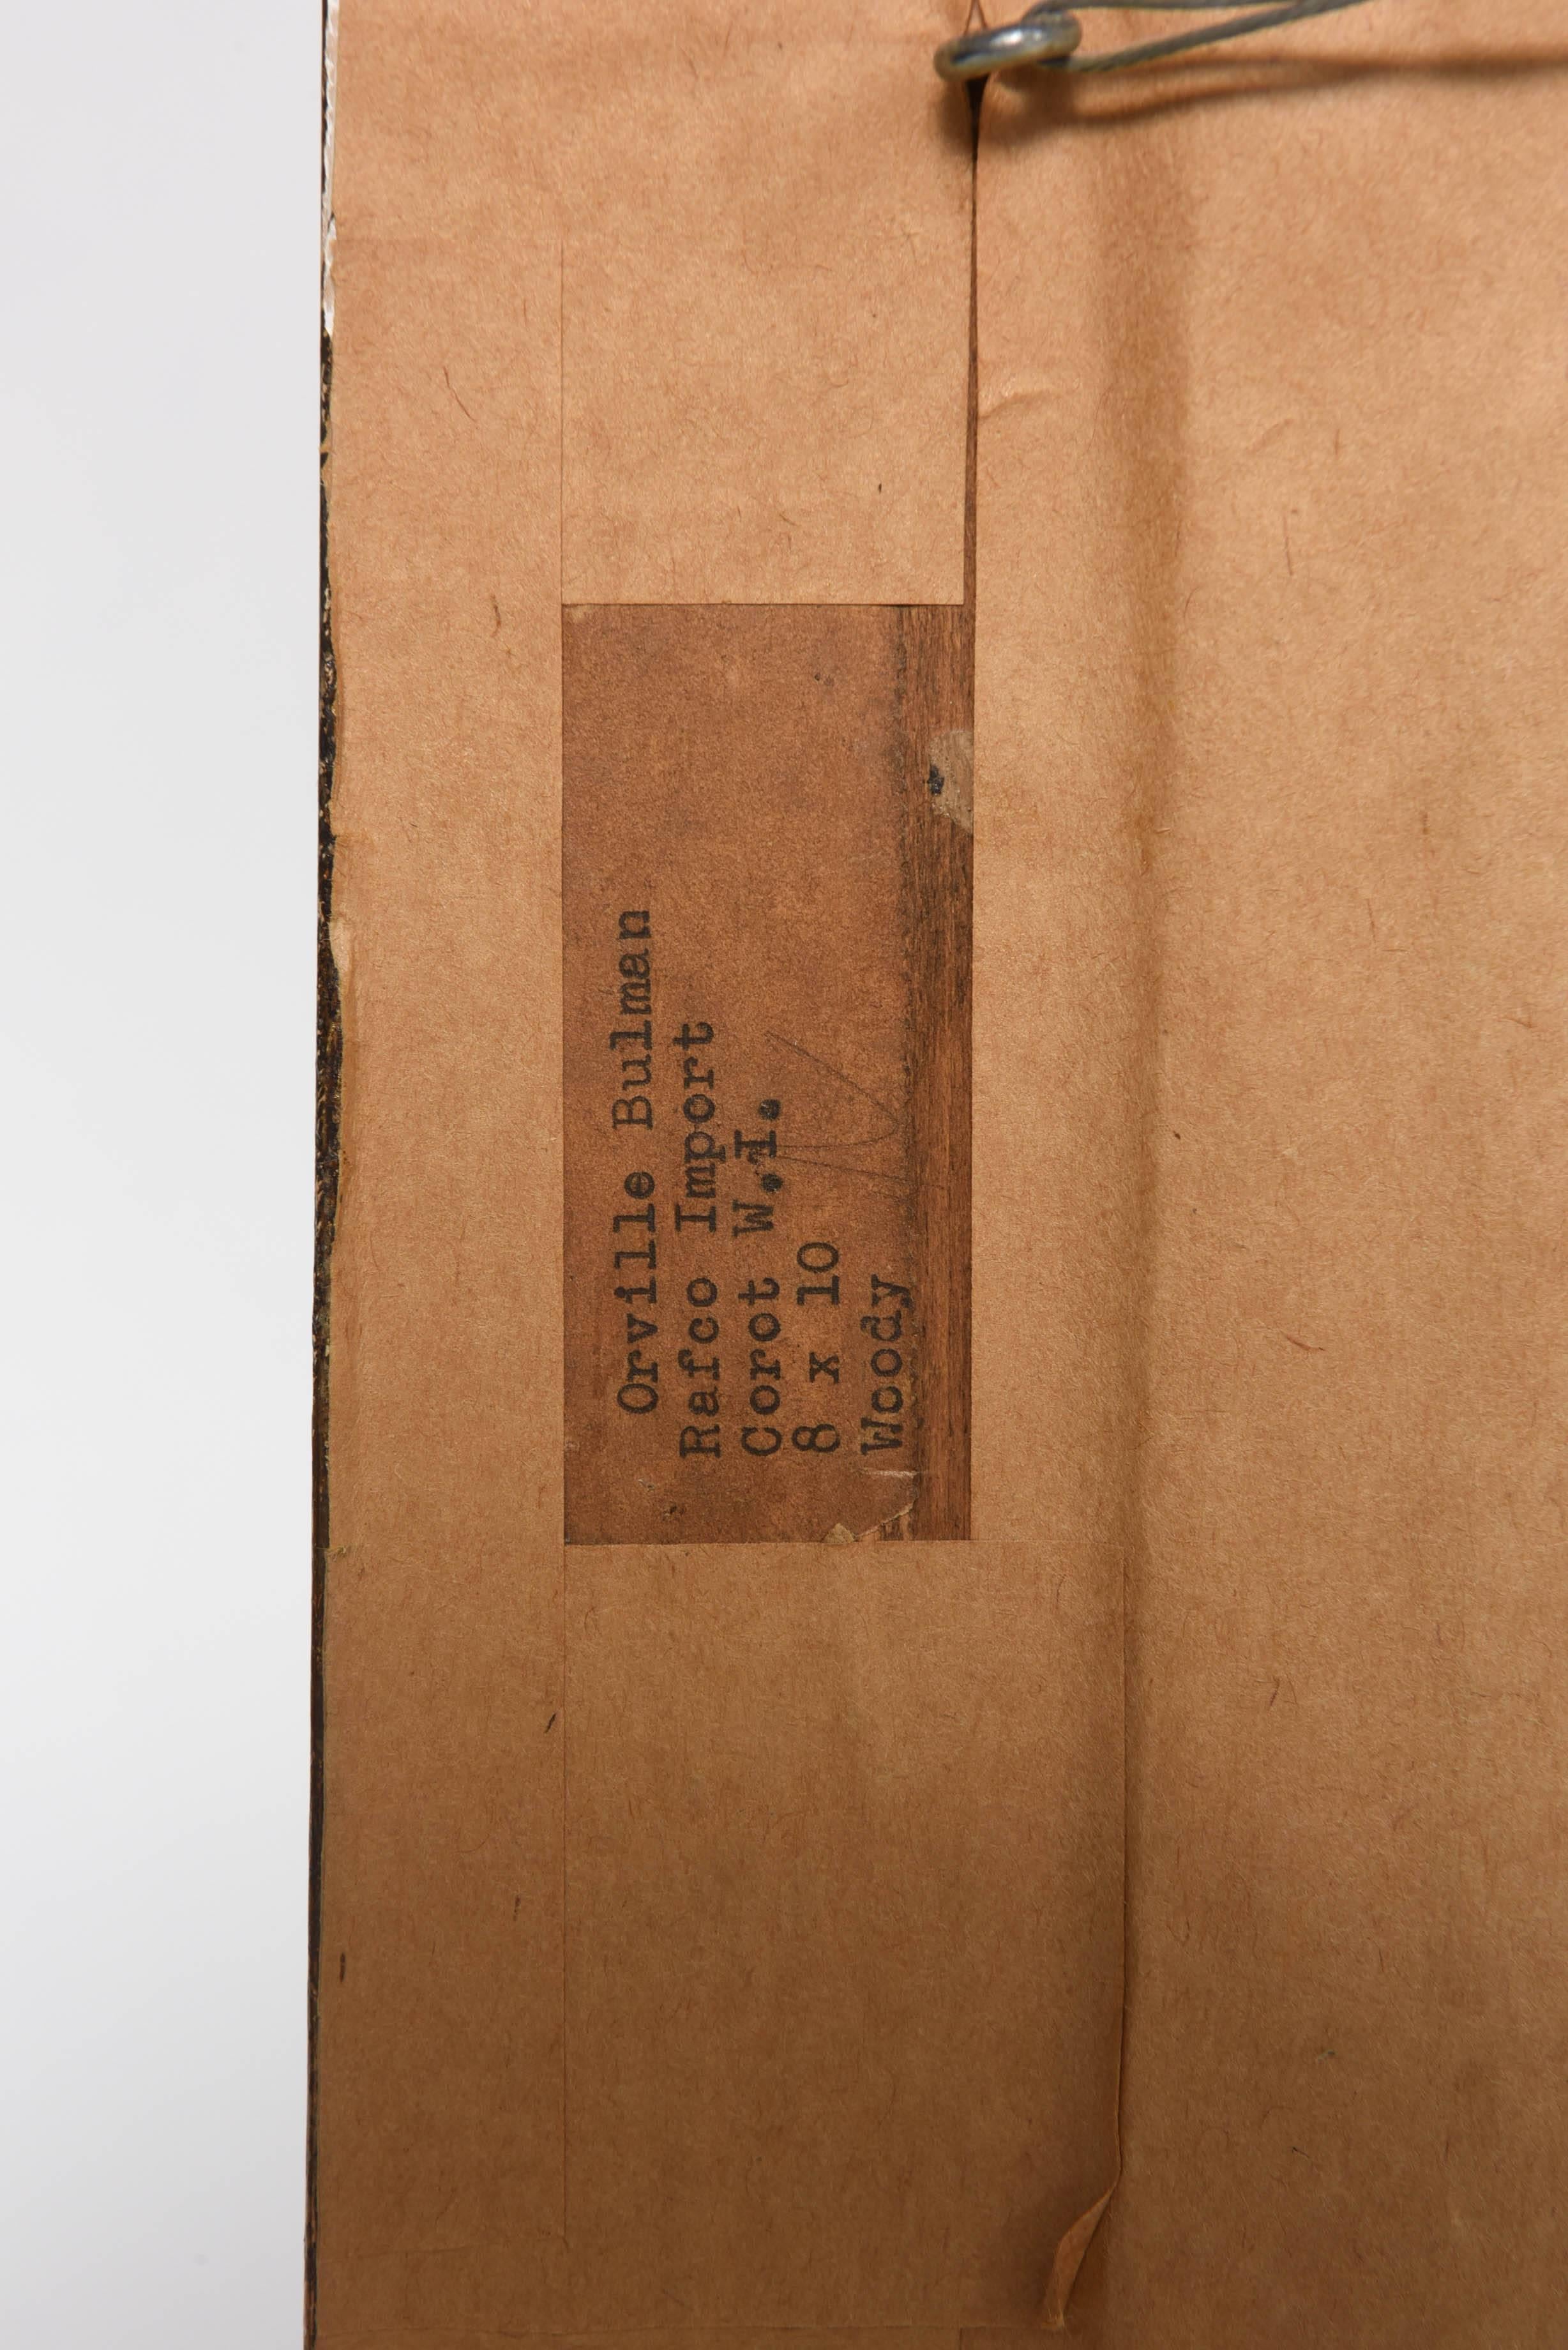 Orville Bulman
Rafco Import
Corot W.I.
8 x 10
Woody